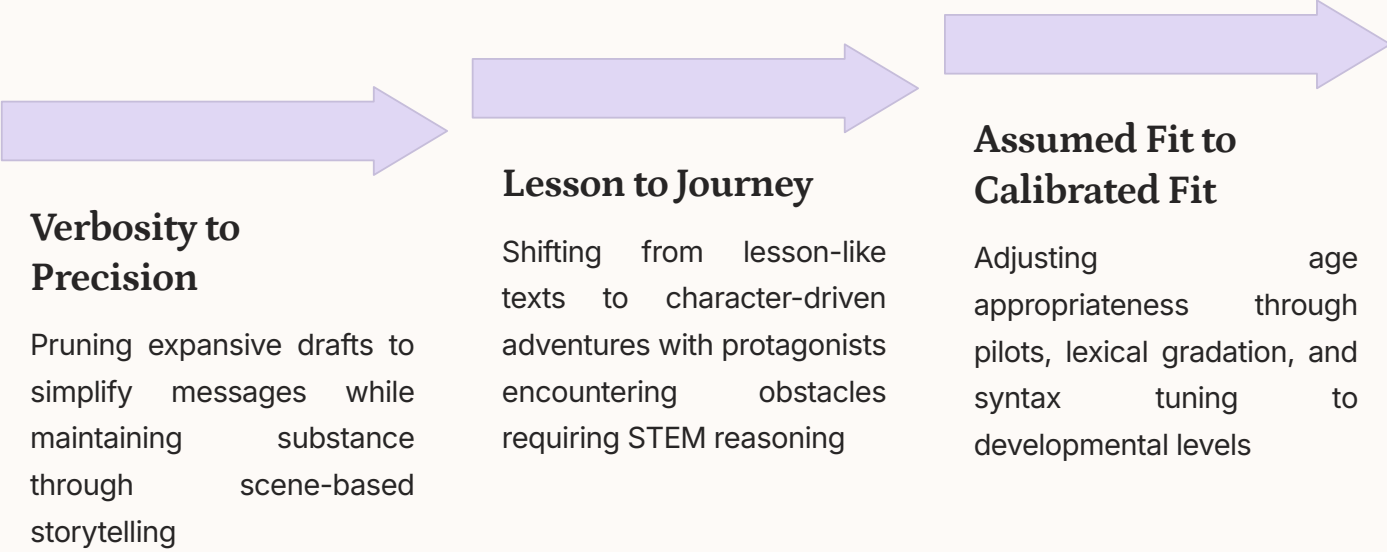 Verbosity to
Precision
Pruning expansive drafts to
simplify messages while
maintaining substance
through scene-based
storytelling
Lesson to Journey
Shifting from lesson-like
texts to character-driven
adventures with protagonists
encountering obstacles
requiring STEM reasoning
Assumed Fit to
Calibrated Fit
Adjusting age
appropriateness through
pilots, lexical gradation, and
syntax tuning to
developmental levels